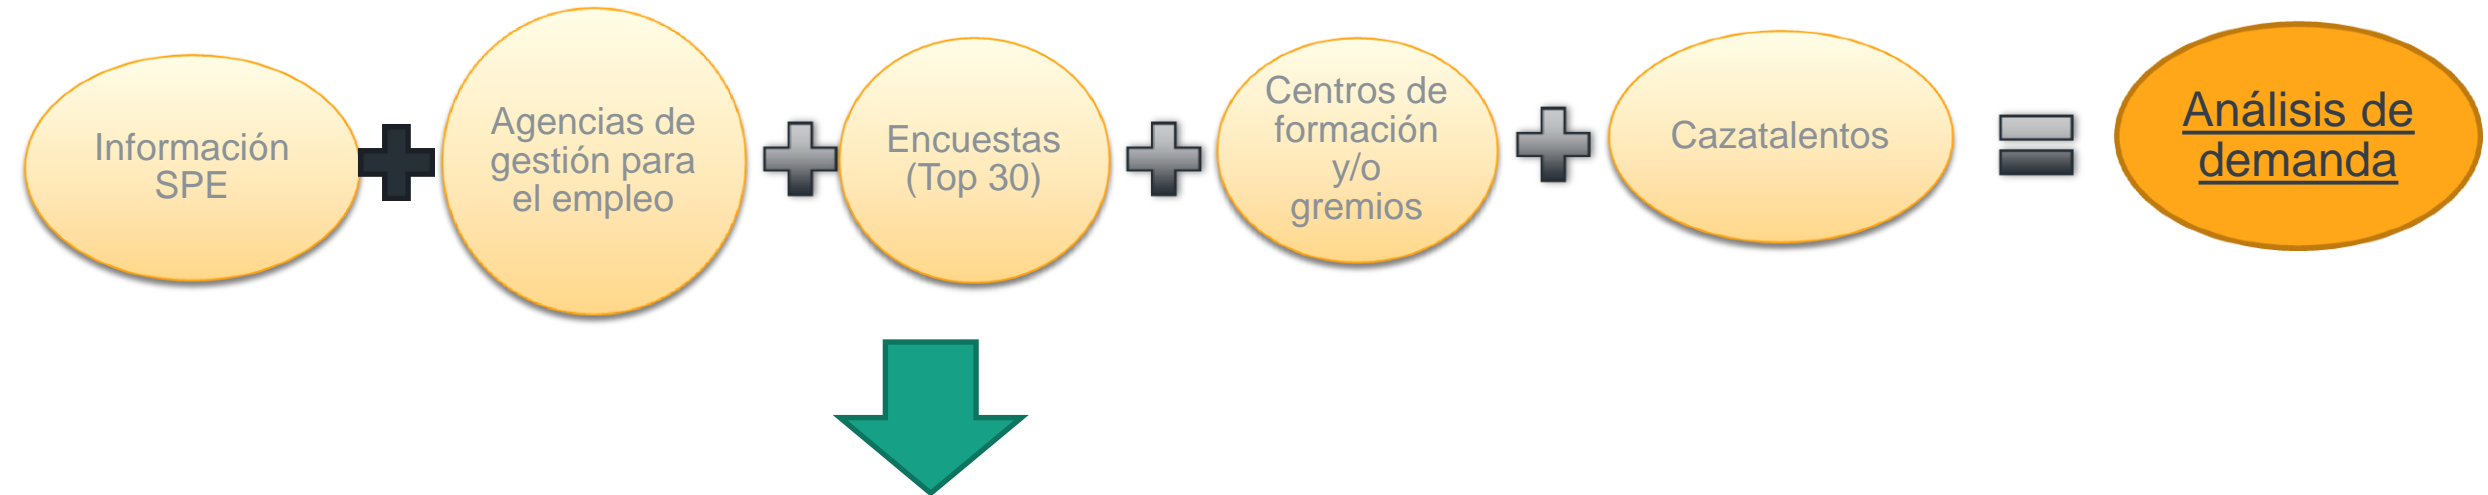 Información
SPE
Agencias de
gestión para
el empleo
Encuestas
(Top 30)
Centros de
formación
y/o
gremios
Cazatalentos
Análisis de
demanda